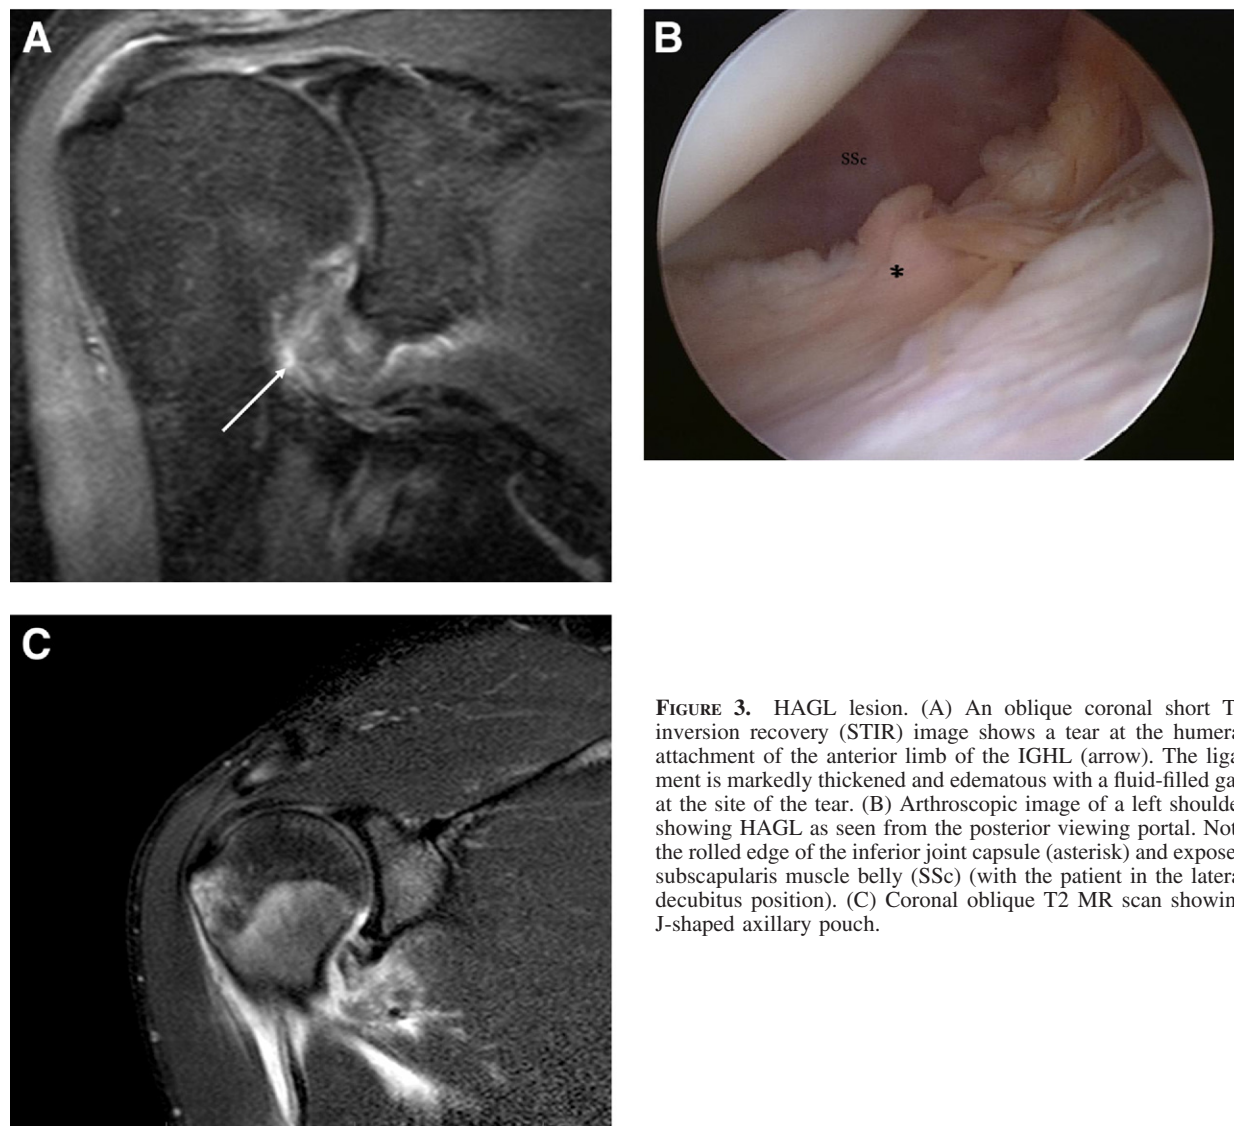 A
B
SSc
*
C
FIGURE 3. HAGL lesion. (A) An oblique coronal short T
inversion recovery (STIR) image shows a tear at the humera
attachment of the anterior limb of the IGHL (arrow). The liga
ment is markedly thickened and edematous with a fluid-filled ga
at the site of the tear. (B) Arthroscopic image of a left shoulde
showing HAGL as seen from the posterior viewing portal. Not
the rolled edge of the inferior joint capsule (asterisk) and expose
subscapularis muscle belly (SSc) (with the patient in the latera
decubitus position). (C) Coronal oblique T2 MR scan showin
J-shaped axillary pouch.